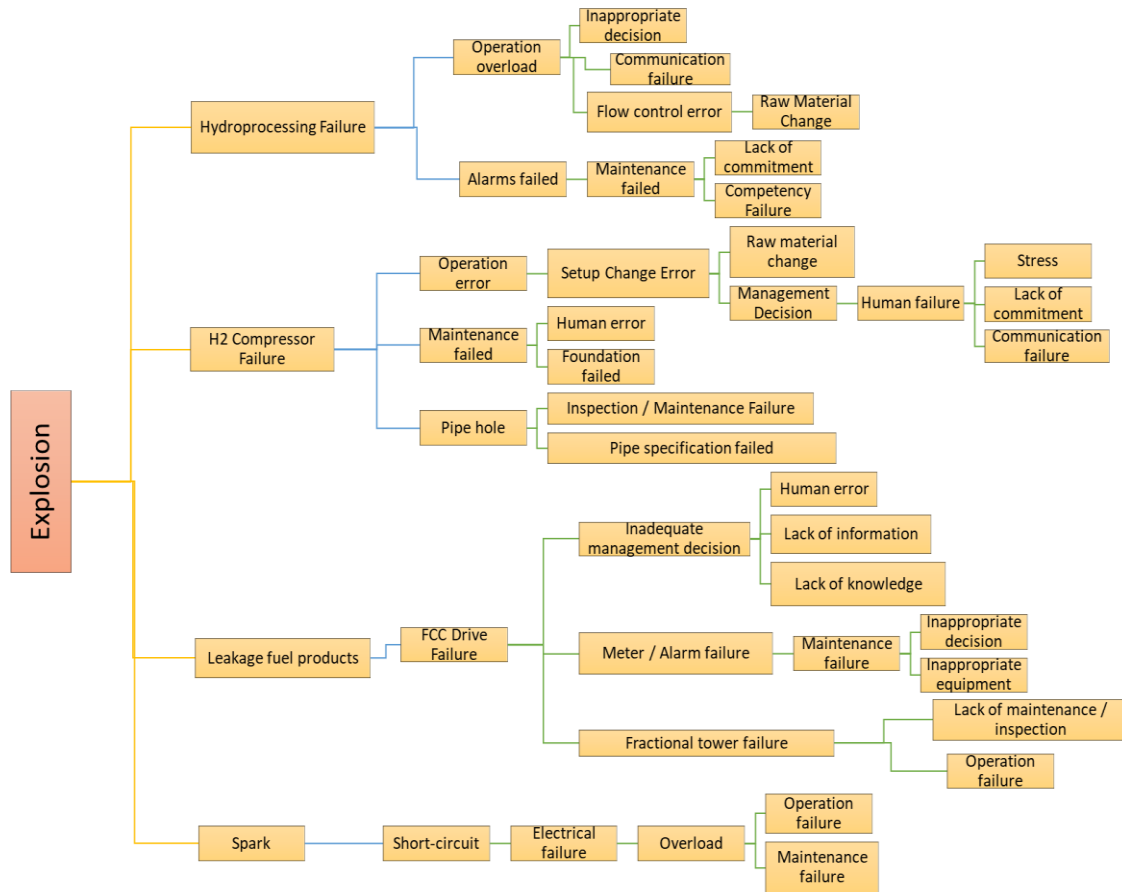 Explosion
Hydroprocessing Failure
Operation
overload
Inappropriate
decision
Communication
failure
Flow control error
Raw Material
Change
Alarms failed
Maintenance
failed
Lack of
commitment
Competency
Failure
H2 Compressor
Failure
Operation
error
Setup Change Error
Raw material
change
Management
Decision
Human failure
Stress
Lack of
commitment
Communication
failure
Maintenance
failed
Human error
Foundation
failed
Pipe hole
Inspection / Maintenance Failure
Pipe specification failed
Leakage fuel products
FCC Drive
Failure
Inadequate
management decision
Human error
Lack of information
Lack of knowledge
Meter / Alarm failure
Maintenance
failure
Inappropriate
decision
Inappropriate
equipment
Fractional tower failure
Lack of maintenance /
inspection
Operation
failure
Spark
Short-circuit
Electrical
failure
Overload
Operation
failure
Maintenance
failure